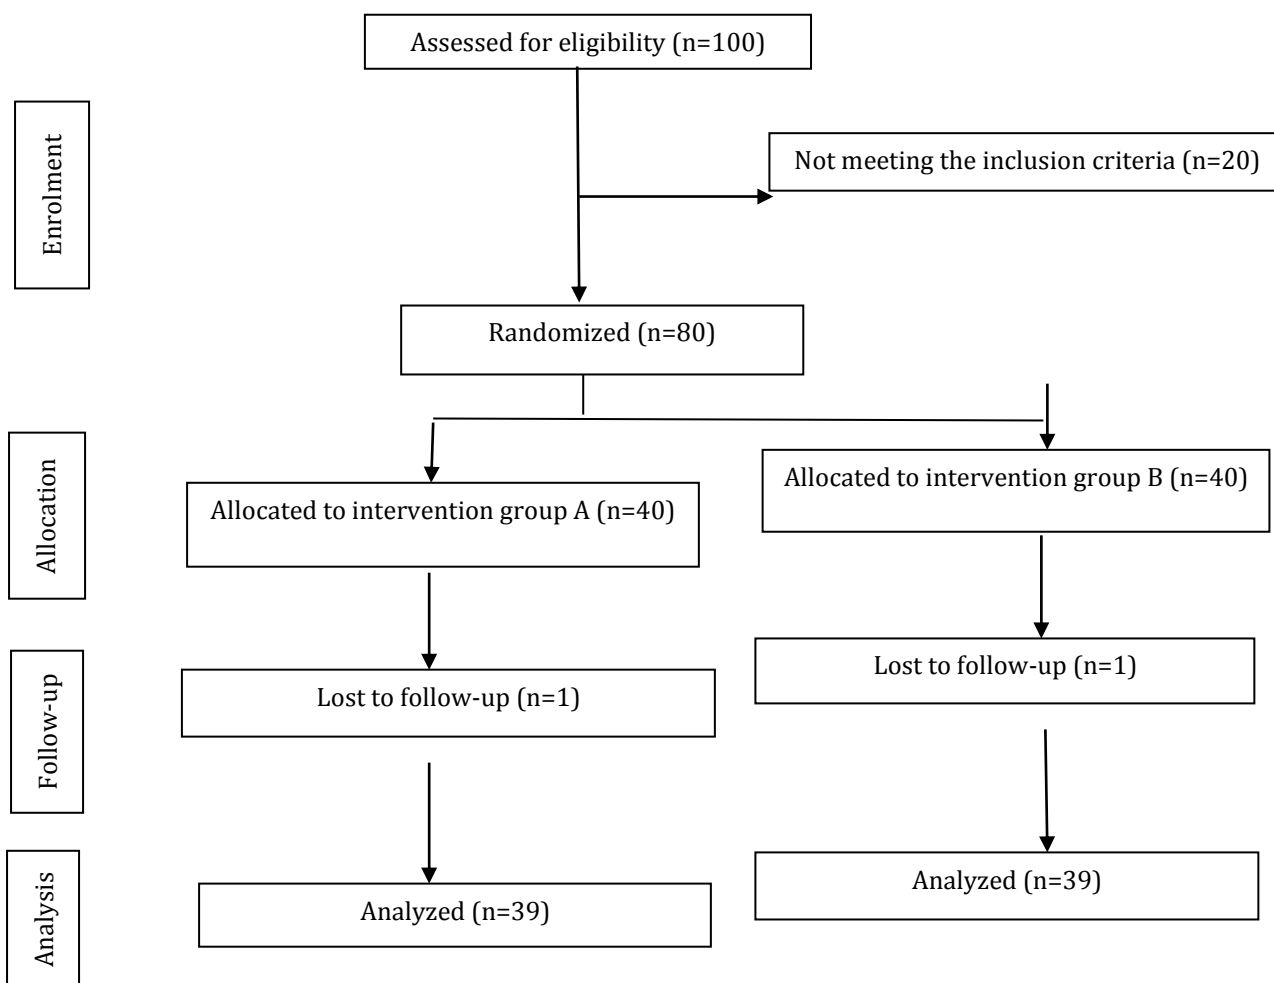 Assessed for eligibility (n=100)
Enrolment
Not meeting the inclusion criteria (n=20)
Randomized (n=80)
Allocation
Allocated to intervention group A (n=40)
Allocated to intervention group B (n=40)
Follow-up
Lost to follow-up (n=1)
Lost to follow-up (n=1)
Analysis
Analyzed (n=39)
Analyzed (n=39)